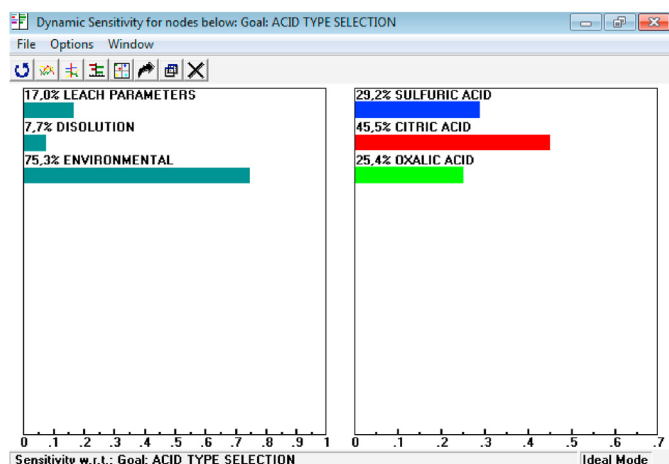 Dynamic Sensitivity for nodes below: Goal: ACID TYPE SELECTION
File Options Window
17,0% LEACH PARAMETERS
7,7% DISOLUTION
75,3% ENVIRONMENTAL
0 .1 .2 .3 .4 .5 .6 .7 .8 .9 1
29,2% SULFURIC ACID
45,5% CITRIC ACID
25,4% OXALIC ACID
0 .1 .2 .3 .4 .5 .6 .7
Sensitivity w.r.t.: Goal: ACID TYPE SELECTION
Ideal Mode